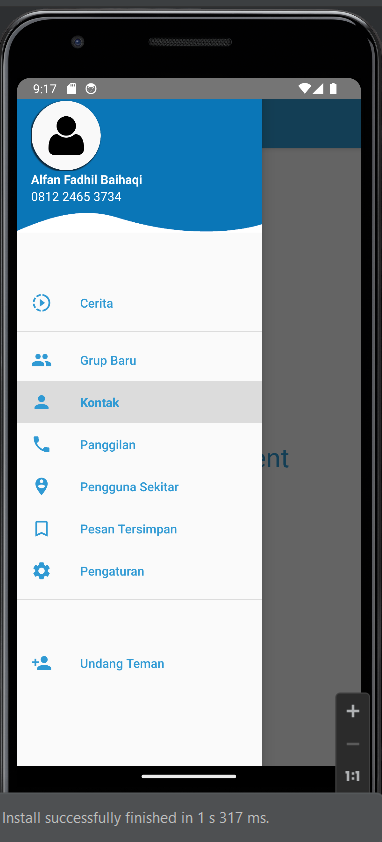 9:17
Alfan Fadhil Baihaqi
0812 2465 3734
Cerita
Grup Baru
Kontak
ent
Panggilan
Pengguna Sekitar
Pesan Tersimpan
Pengaturan
Undang Teman
1:1
Install successfully finished in 1 s 317 ms.